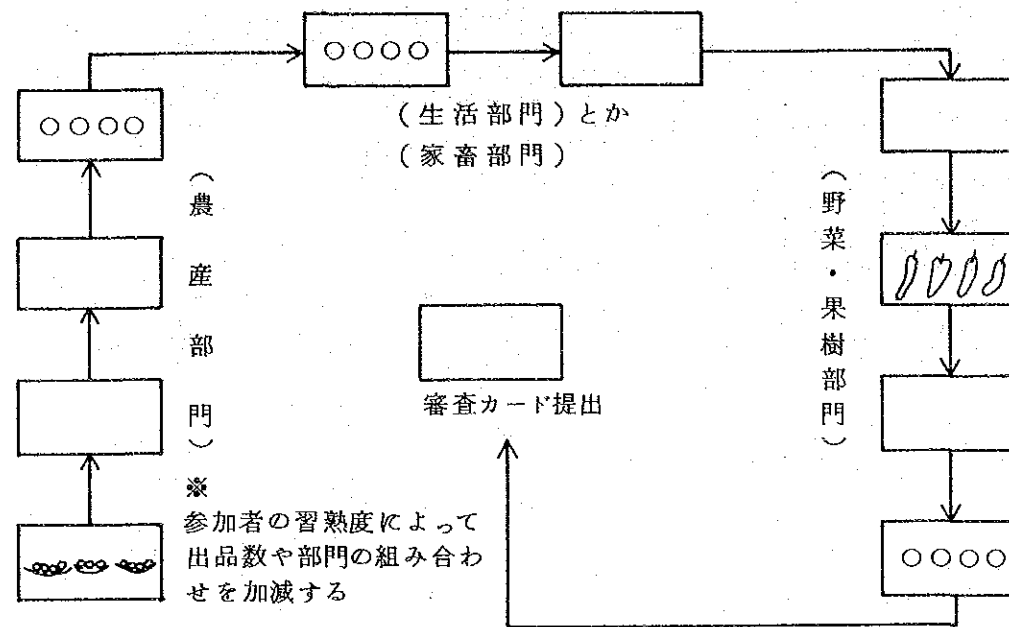 ○○○○
(生活部門)とか
(家畜部門)
○○○○
(農産部門)
(野菜・果樹部門)
審査カード提出
※
参加者の習熟度によって
出品数や部門の組み合わ
せを加減する
○○○○